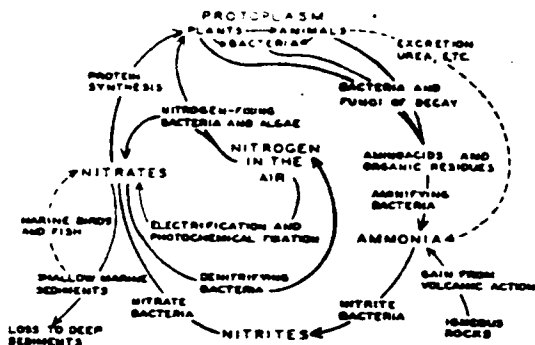 PROTOPLASM
PLANTS ANIMALS
BACTERIA
EXCRETION
UREA, ETC.
PROTEIN
SYNTHESIS
BACTERIA AND
FUNGI OF DECAY
NITROGEN-FIXING
BACTERIA AND ALGAE
NITROGEN
IN THE
AIR
AMINOACIDS AND
ORGANIC RESIDUES
NITRATES
AMNIFYING
BACTERIA
MARINE BIRDS
AND FISH
ELECTRIFICATION AND
PHOTOCHEMICAL FIXATION
AMMONIA
SHALLOW MARINE
SEDIMENTS
DENITRIFYING
BACTERIA
GAIN FROM
VOLCANIC ACTION
NITRATE
BACTERIA
NITRITE
BACTERIA
LOSS TO DEEP
SEDIMENTS
NITRITES
IGNEOUS
ROCKS